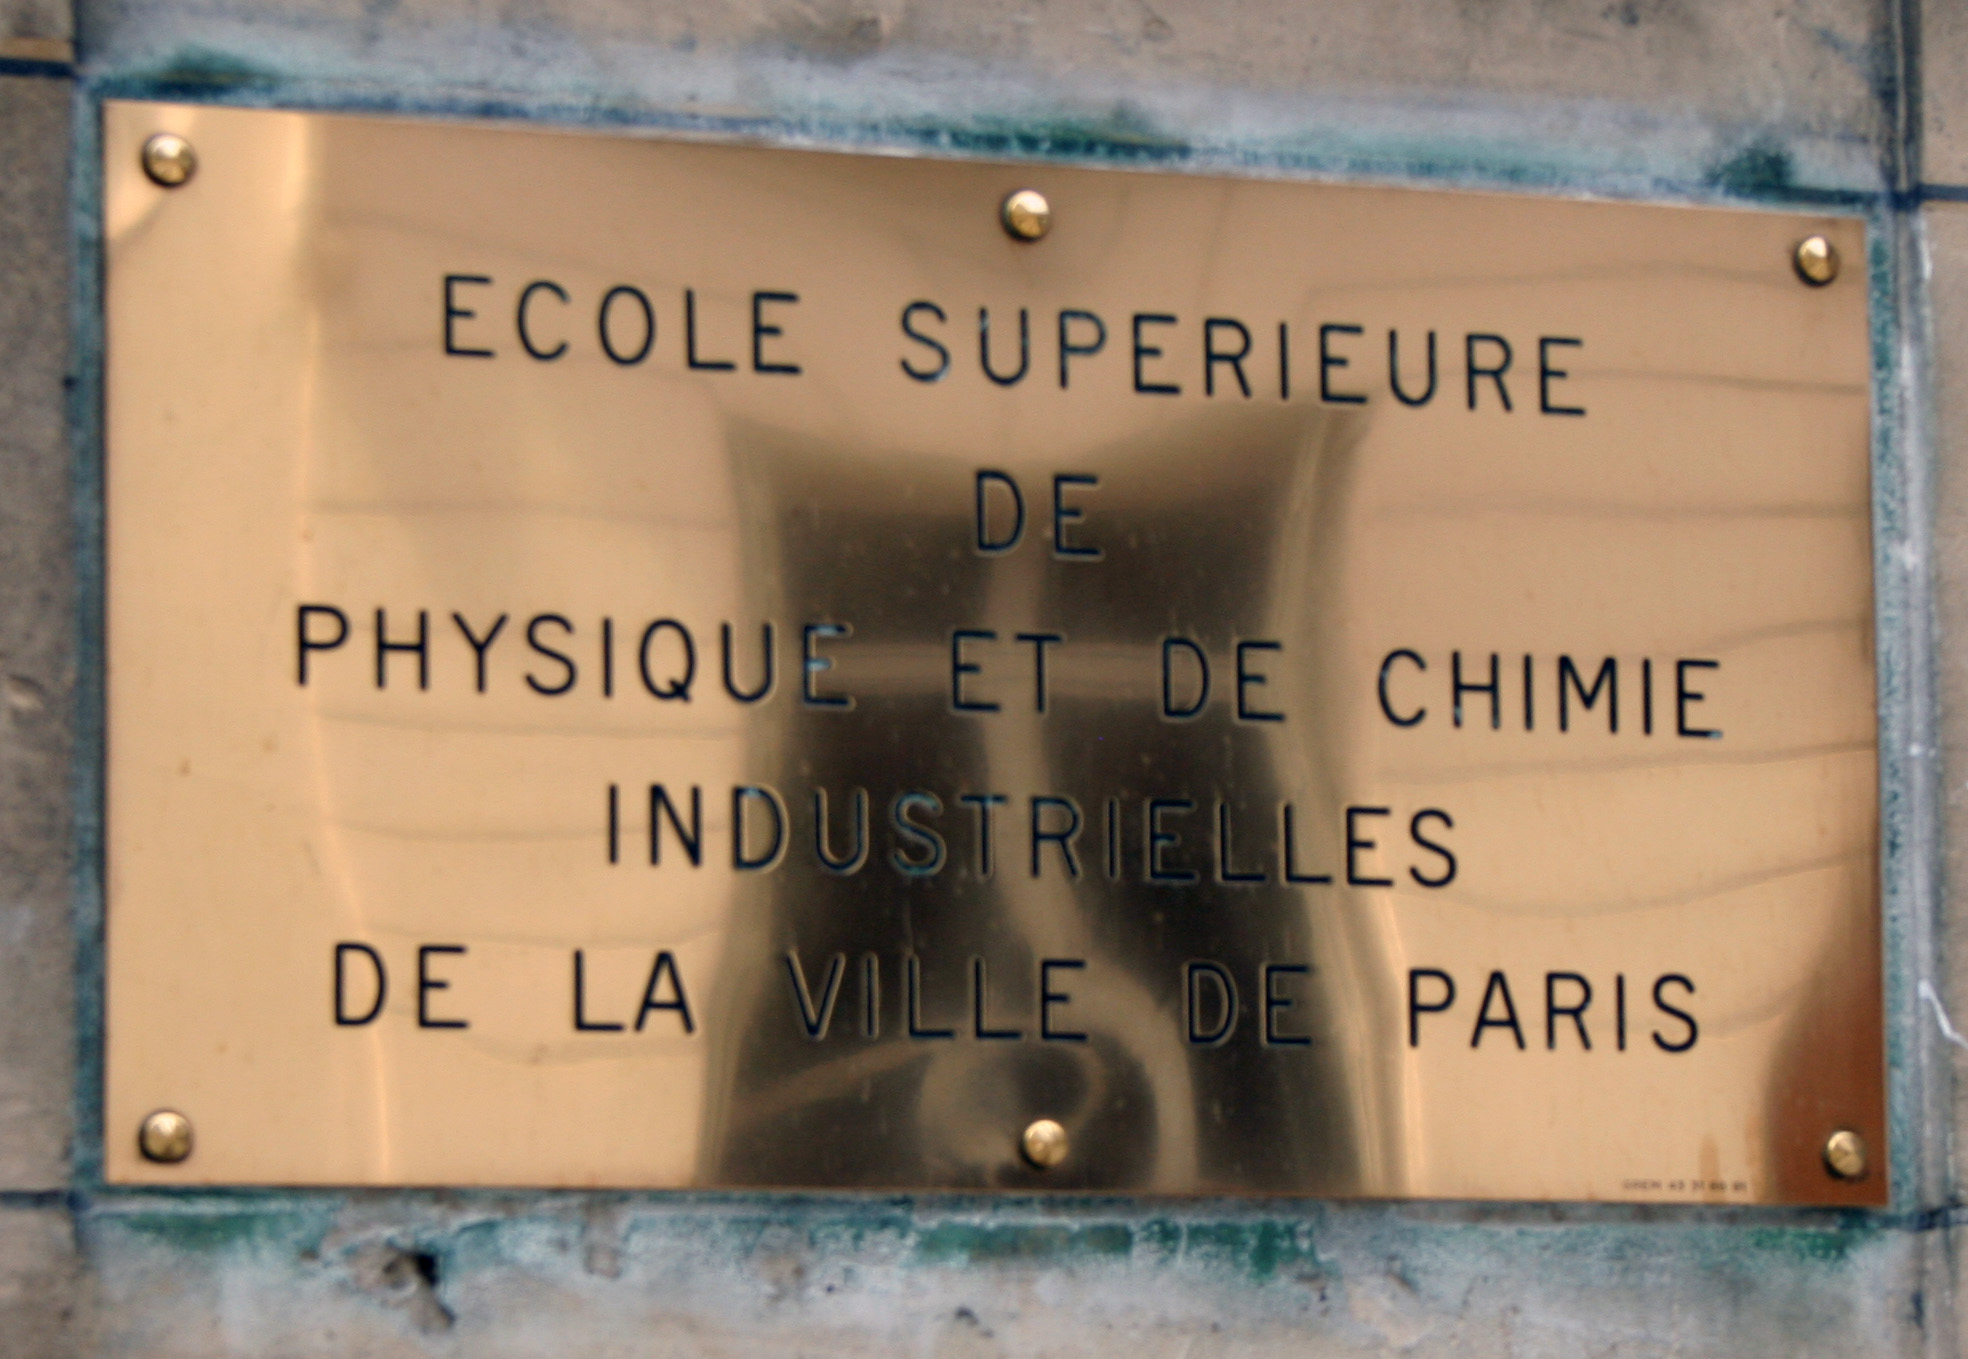 ECOLE SUPERIEURE
DE
PHYSIQUE ET DE CHIMIE
INDUSTRIELLES
DE LA VILLE DE PARIS